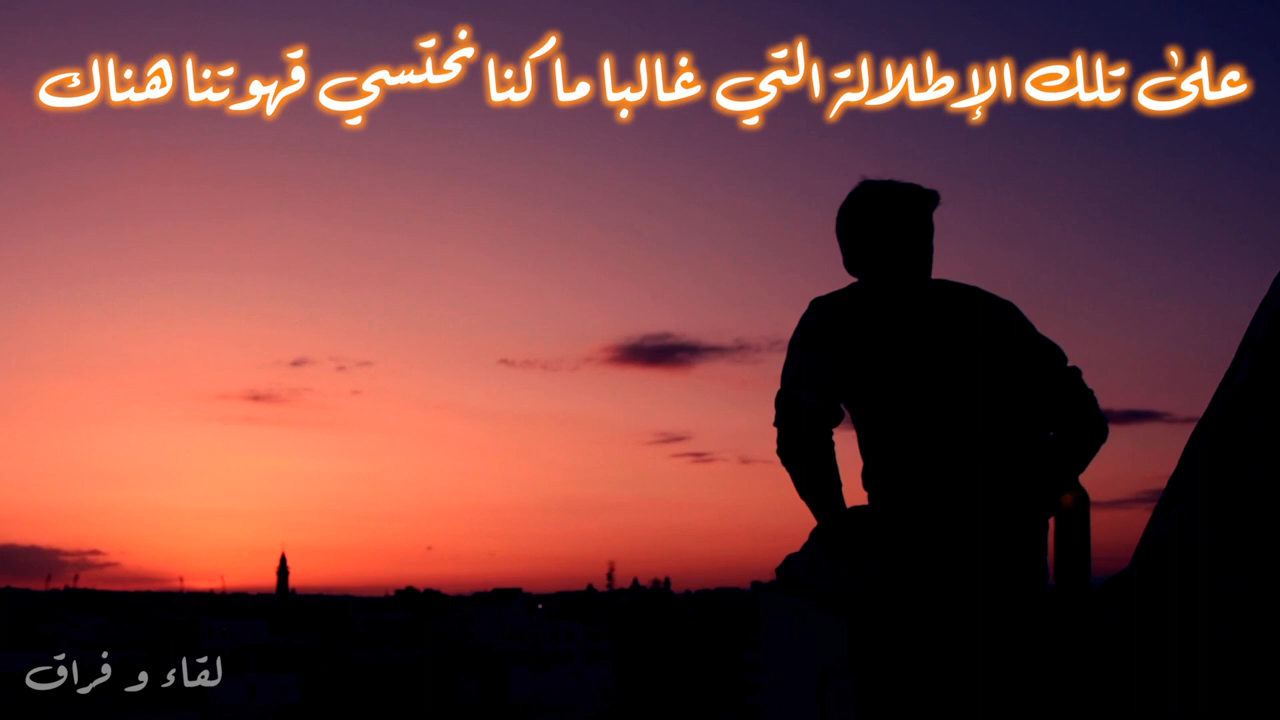 على تلك الإطلالة التي غالبا ما كنا نحتسي قهوتنا هناك
لقاء و فراق